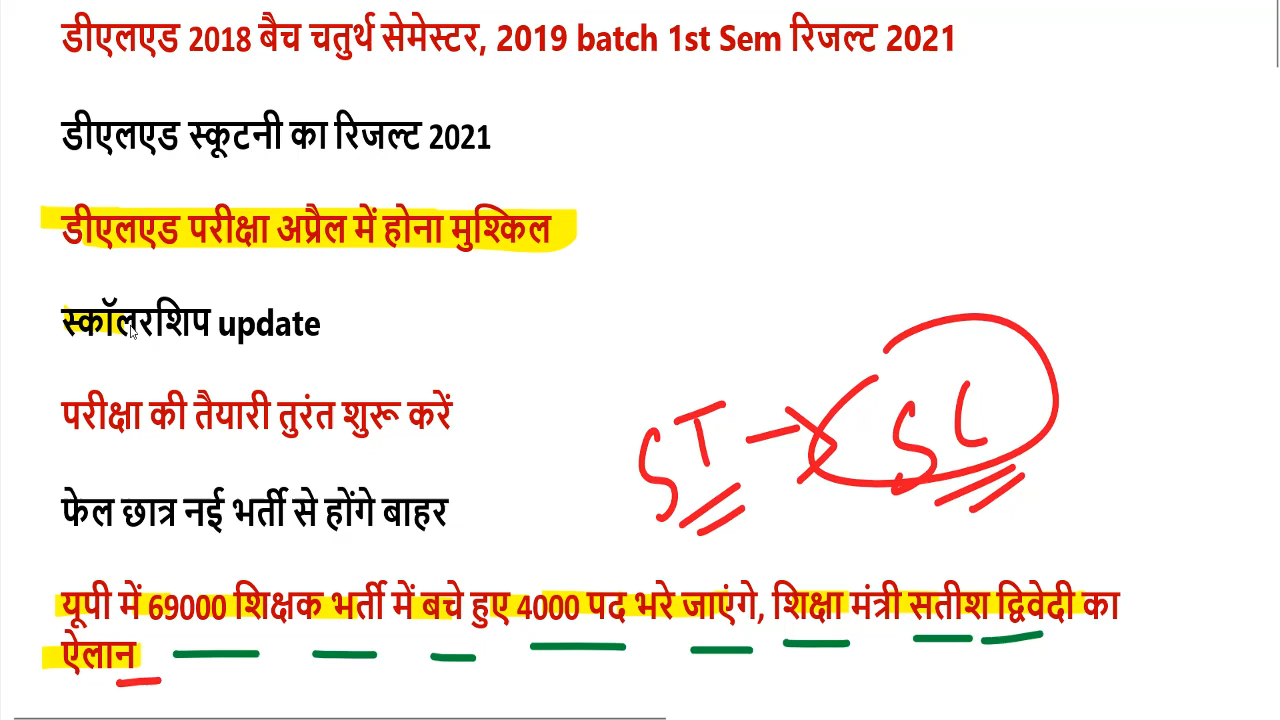 डीएलएड 2018 बैच चतुर्थ सेमेस्टर, 2019 batch 1st Sem रिजल्ट 2021
डीएलएड स्कूटनी का रिजल्ट 2021
डीएलएड परीक्षा अप्रैल में होना मुश्किल
स्कॉलरशिप update
परीक्षा की तैयारी तुरंत शुरू करें
ST → SC
फेल छात्र नई भर्ती से होंगे बाहर
यूपी में 69000 शिक्षक भर्ती में बचे हुए 4000 पद भरे जाएंगे, शिक्षा मंत्री सतीश द्विवेदी का
ऐलान